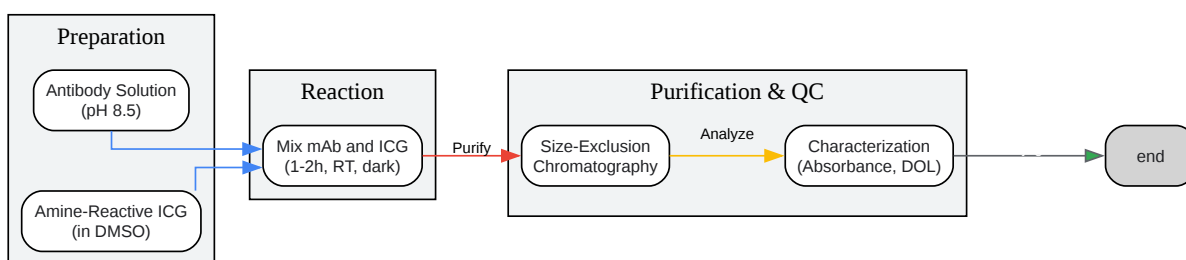 Preparation
Antibody Solution
(pH 8.5)
Amine-Reactive ICG
(in DMSO)
Reaction
Mix mAb and ICG
(1-2h, RT, dark)
Purify
Purification & QC
Size-Exclusion
Chromatography
Analyze
Characterization
(Absorbance, DOL)
end